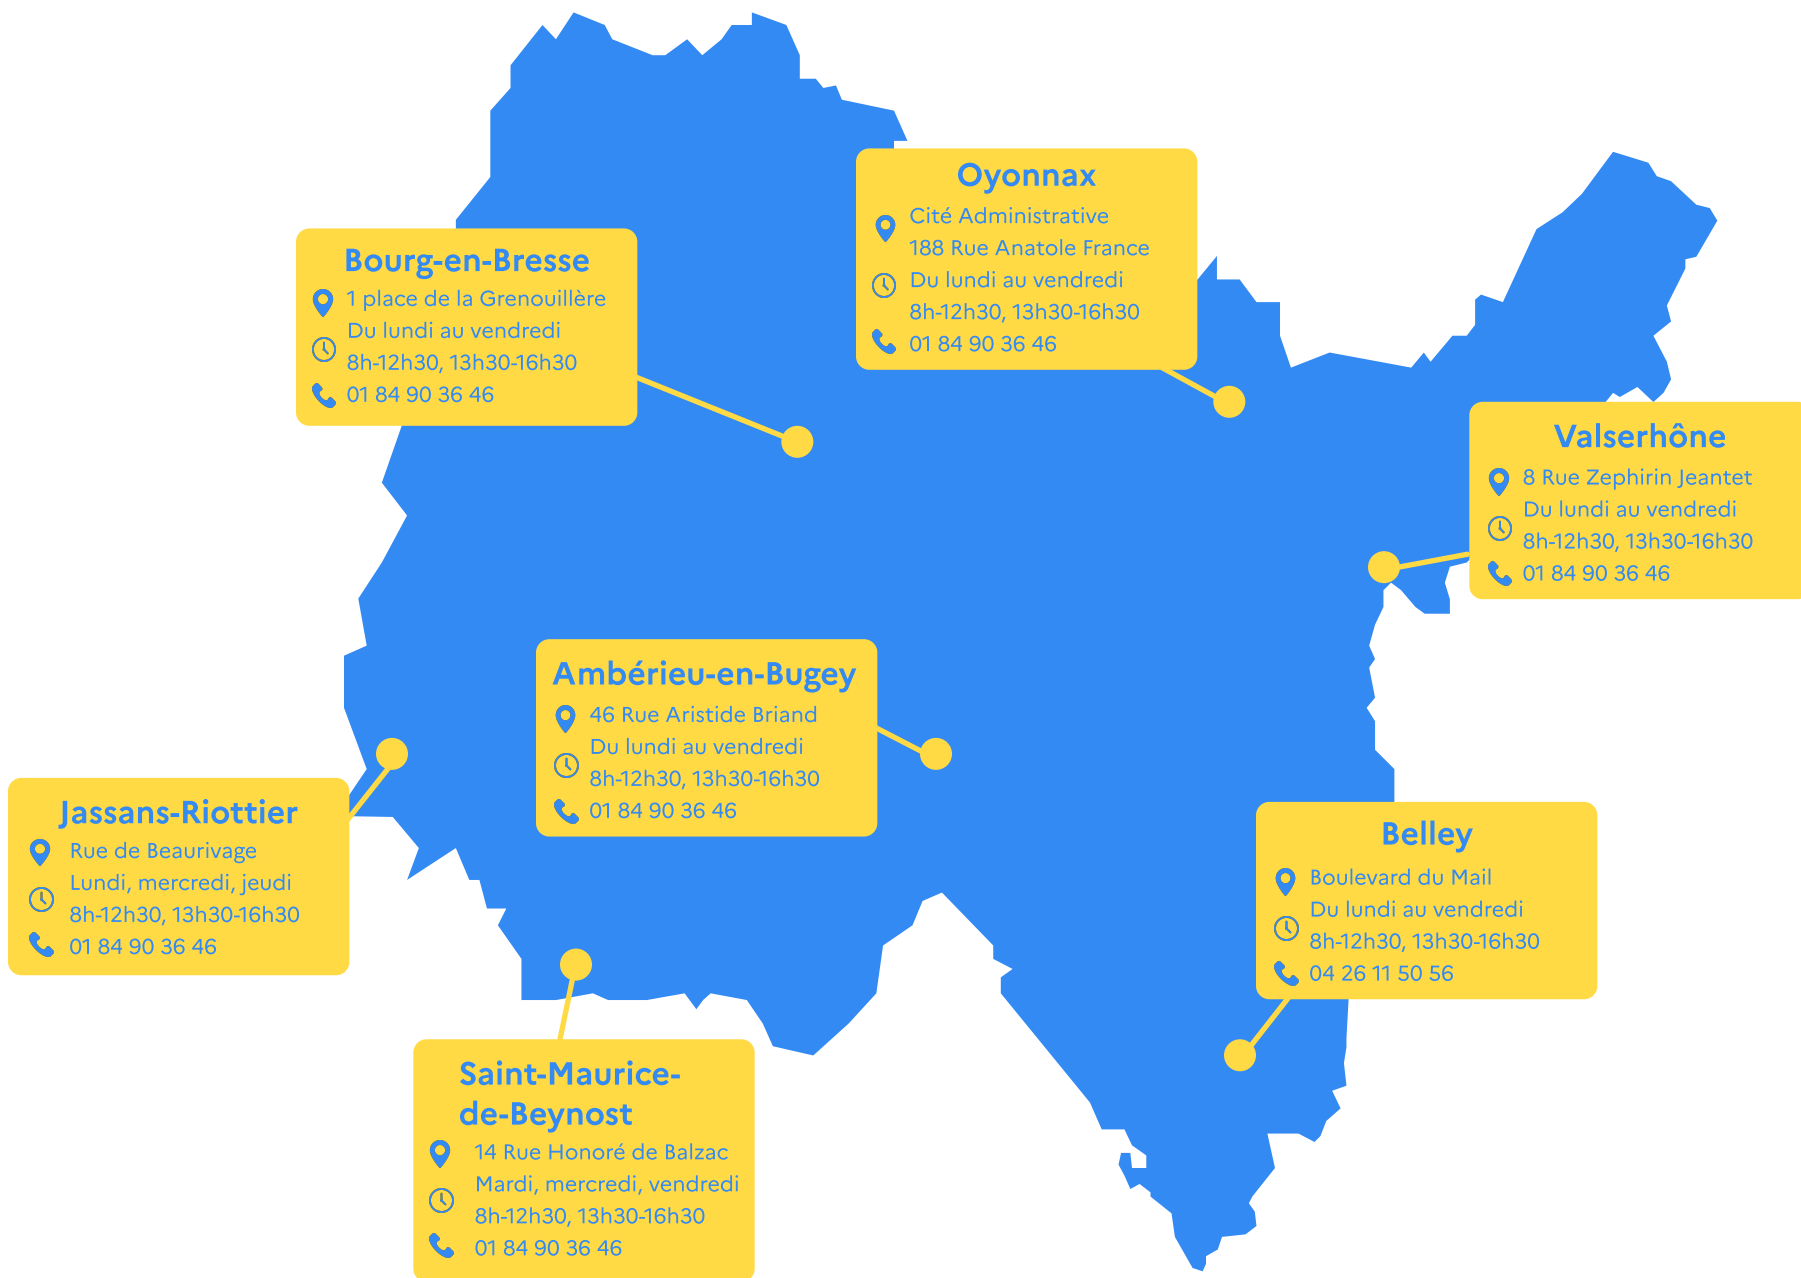 Oyonnax
Cité Administrative
188 Rue Anatole France
Du lundi au vendredi
8h-12h30, 13h30-16h30
01 84 90 36 46
Bourg-en-Bresse
1 place de la Grenouillère
Du lundi au vendredi
8h-12h30, 13h30-16h30
01 84 90 36 46
Valserhône
8 Rue Zephirin Jeantet
Du lundi au vendredi
8h-12h30, 13h30-16h30
01 84 90 36 46
Ambérieu-en-Bugey
46 Rue Aristide Briand
Du lundi au vendredi
8h-12h30, 13h30-16h30
01 84 90 36 46
Jassans-Riottier
Rue de Beaurivage
Lundi, mercredi, jeudi
8h-12h30, 13h30-16h30
01 84 90 36 46
Belley
Boulevard du Mail
Du lundi au vendredi
8h-12h30, 13h30-16h30
04 26 11 50 56
Saint-Maurice-
de-Beynost
14 Rue Honoré de Balzac
Mardi, mercredi, vendredi
8h-12h30, 13h30-16h30
01 84 90 36 46